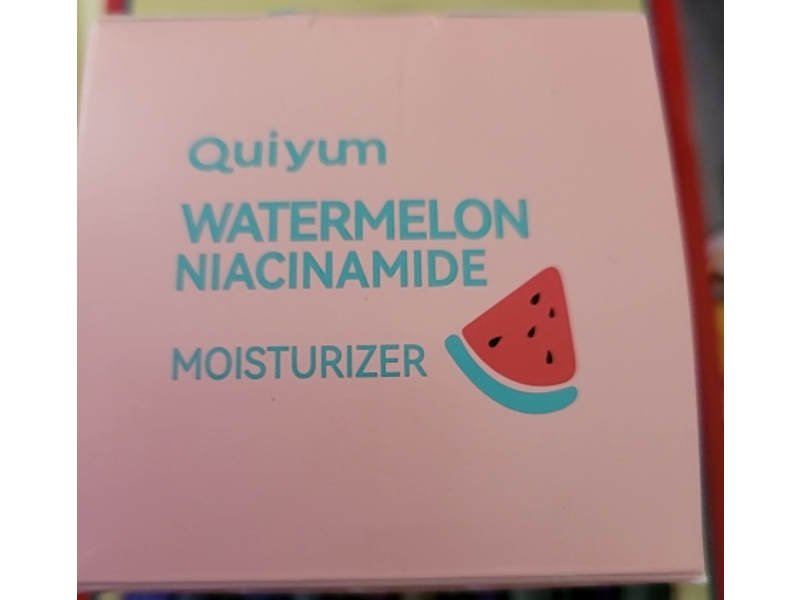 Quiyum
WATERMELON
NIACINAMIDE
MOISTURIZER